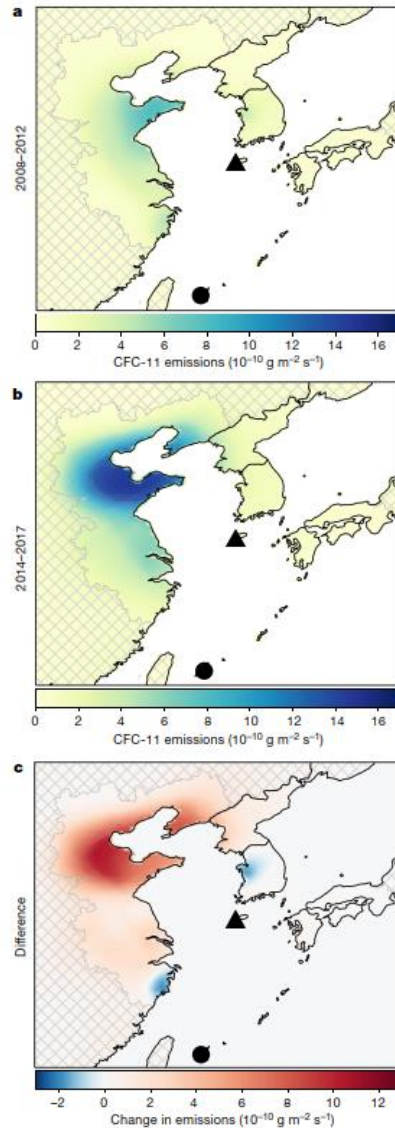 a
2008–2012
0 2 4 6 8 10 12 14 16
CFC-11 emissions (10⁻¹⁰ g m⁻² s⁻¹)
b
2014–2017
0 2 4 6 8 10 12 14 16
CFC-11 emissions (10⁻¹⁰ g m⁻² s⁻¹)
c
Difference
−2 0 2 4 6 8 10 12
Change in emissions (10⁻¹⁰ g m⁻² s⁻¹)